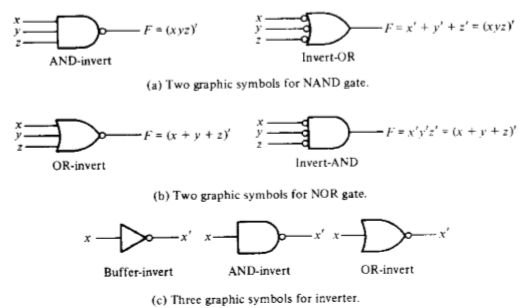 x
y
z
F = (xyz)'
AND-invert
x
y
z
F = x' + y' + z' = (xyz)'
Invert-OR
(a) Two graphic symbols for NAND gate.
x
y
z
F = (x + y + z)'
OR-invert
x
y
z
F = x'y'z' = (x + y + z)'
Invert-AND
(b) Two graphic symbols for NOR gate.
x x' x x' x x'
Buffer-invert AND-invert OR-invert
(c) Three graphic symbols for inverter.